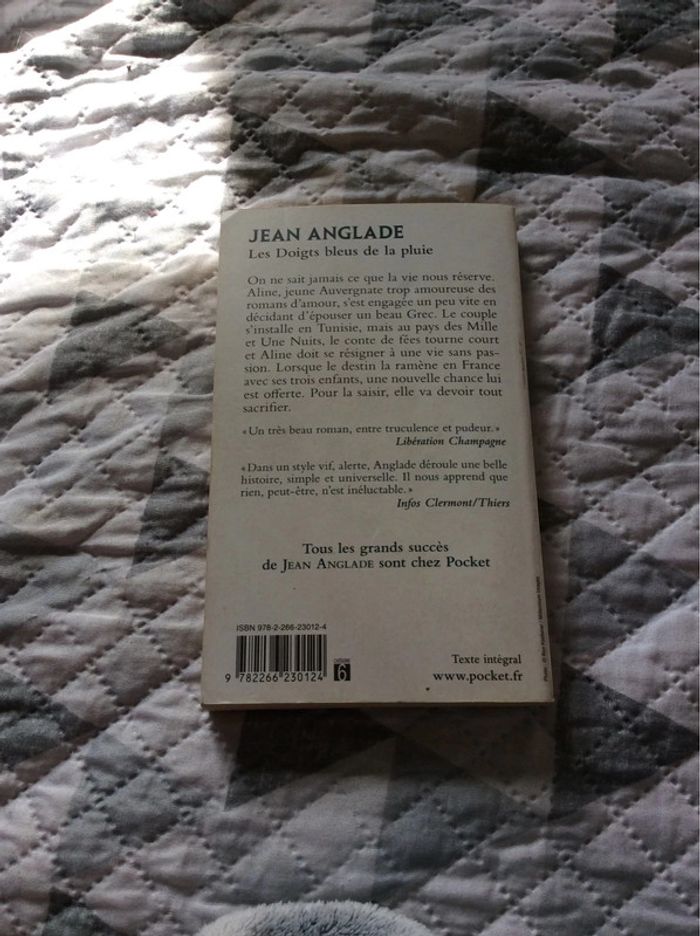 JEAN ANGLADE
Les Doigts bleus de la pluie
On ne sait jamais ce que la vie nous réserve.
Aline, jeune Auvergnate trop amoureuse des
romans d'amour, s'est engagée un peu vite en
décidant d'épouser un beau Grec. Le couple
s'installe en Tunisie, mais au pays des Mille
et Une Nuits, le conte de fées tourne court
et Aline doit se résigner à une vie sans pas-
sion. Lorsque le destin la ramène en France
avec ses trois enfants, une nouvelle chance lui
est offerte. Pour la saisir, elle va devoir tout
sacrifier.
« Un très beau roman, entre truculence et pudeur. »
Libération Champagne
« Dans un style vif, alerte, Anglade déroule une belle
histoire, simple et universelle. Il nous apprend que
rien, peut-être, n'est inéluctable. »
Infos Clermont/Thiers
Tous les grands succès
de JEAN ANGLADE sont chez Pocket
ISBN 978-2-266-23012-4
9 782266 230124
6
Texte intégral
www.pocket.fr